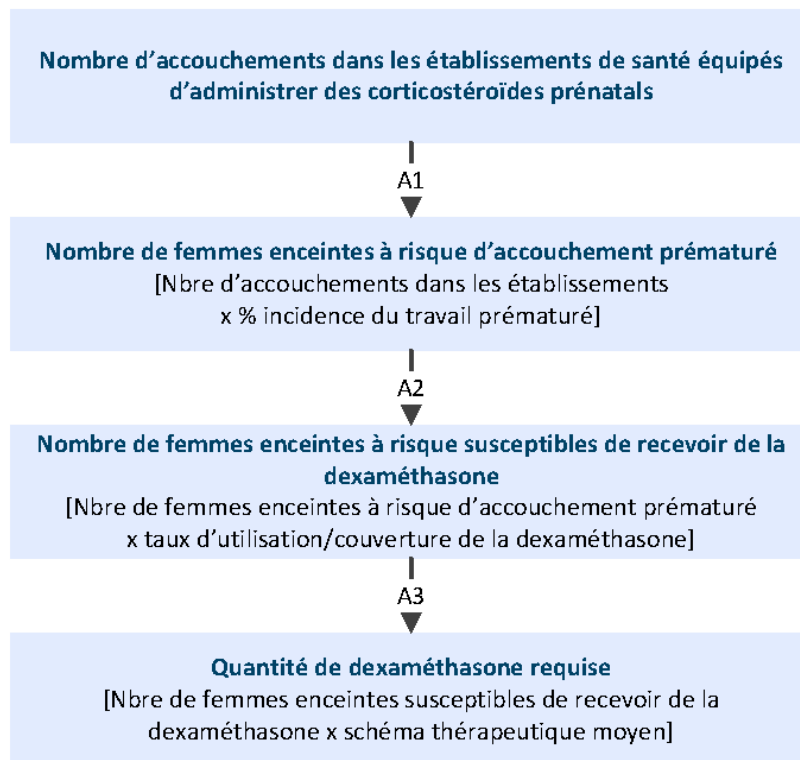 Nombre d’accouchements dans les établissements de santé équipés
d’administrer des corticostéroïdes prénatals
A1
Nombre de femmes enceintes à risque d’accouchement prématuré
[Nbre d’accouchements dans les établissements
x % incidence du travail prématuré]
A2
Nombre de femmes enceintes à risque susceptibles de recevoir de la
dexaméthasone
[Nbre de femmes enceintes à risque d’accouchement prématuré
x taux d’utilisation/couverture de la dexaméthasone]
A3
Quantité de dexaméthasone requise
[Nbre de femmes enceintes susceptibles de recevoir de la
dexaméthasone x schéma thérapeutique moyen]